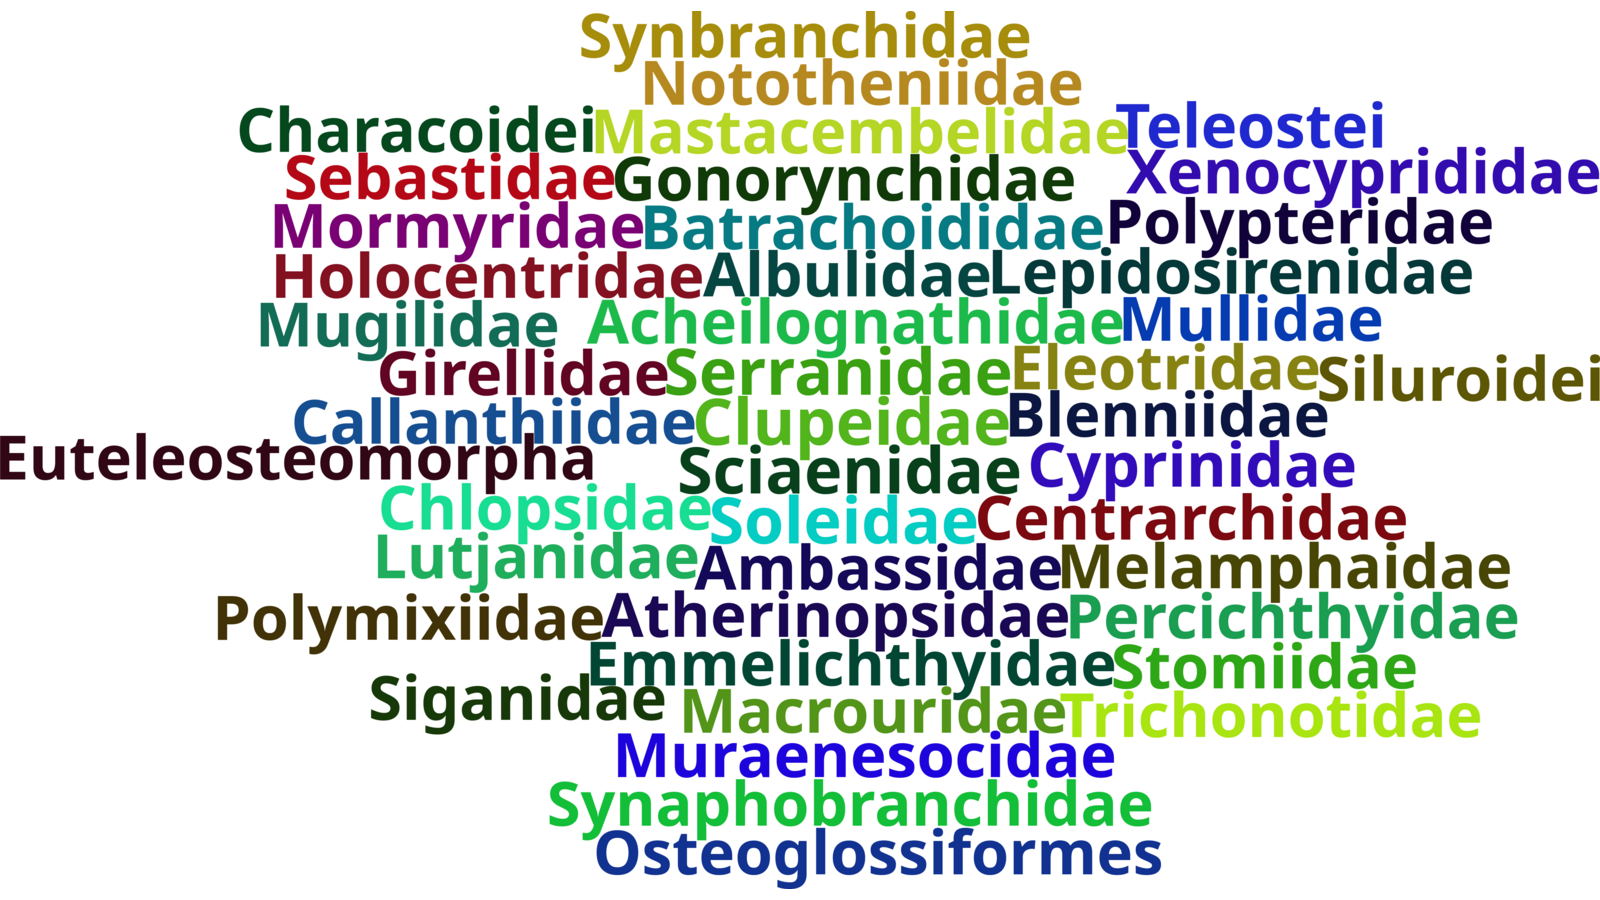 Synbranchidae
Nototheniidae
Characoidei Mastacembelidae Teleostei
Sebastidae Gonorynchidae Xenocyprididae
Mormyridae Batrachoididae Polypteridae
Holocentridae Albulidae Lepidosirenidae
Mugilidae Acheilognathidae Mullidae
Girellidae Serranidae Eleotridae Siluroidei
Callanthiidae Clupeidae Blenniidae
Euteleosteomorpha Sciaenidae Cyprinidae
Chlopsidae Soleidae Centrarchidae
Lutjanidae Ambassidae Melamphaidae
Polymixiidae Atherinopsidae Percichthyidae
Emmelichthyidae Stomiidae
Siganidae Macrouridae Trichonotidae
Muraenesocidae
Synaphobranchidae
Osteoglossiformes